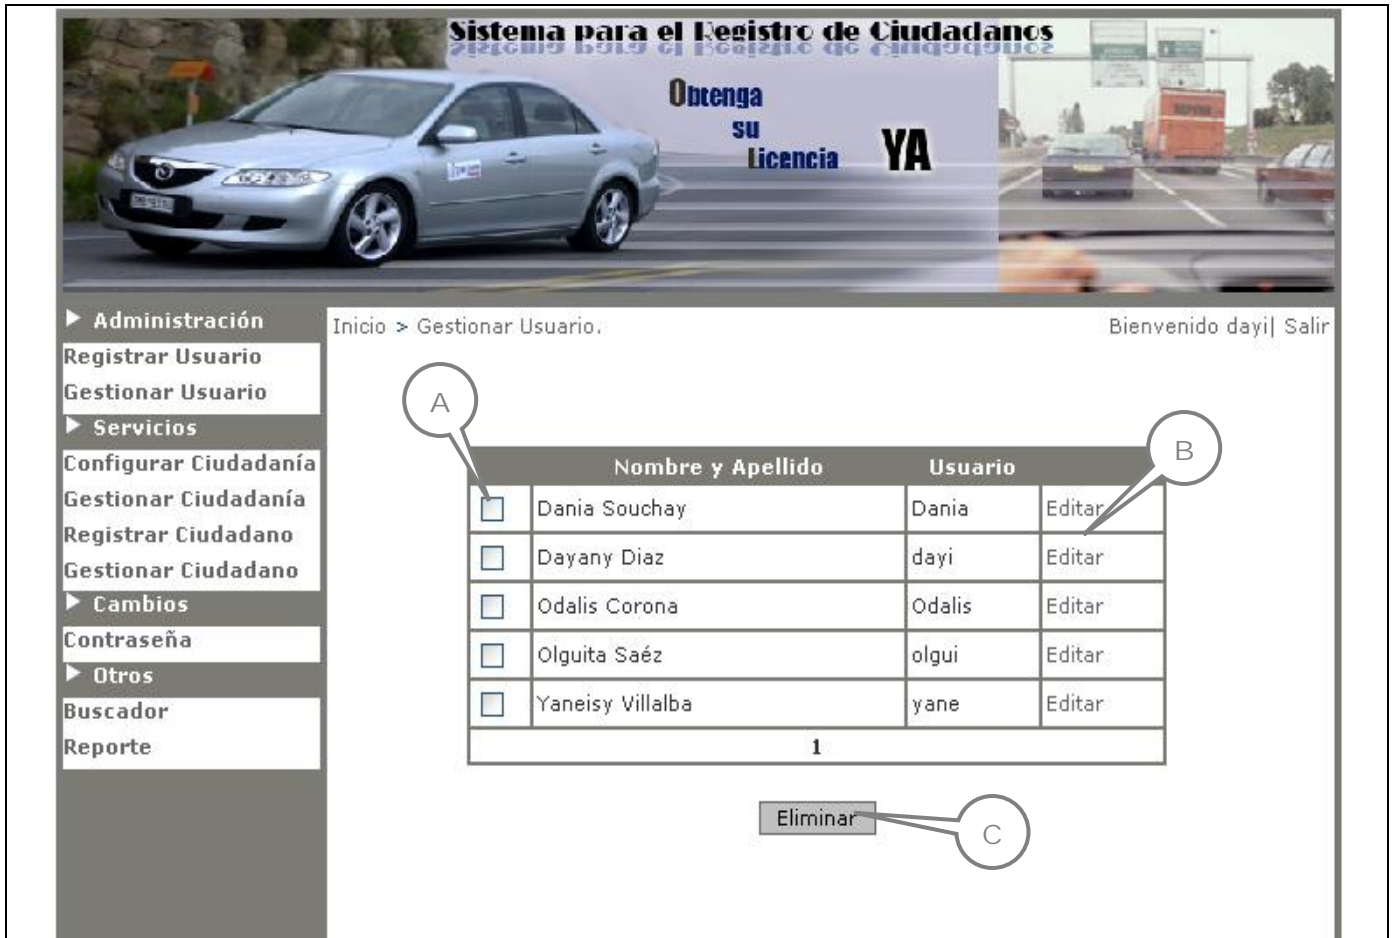 Sistema para el Registro de Ciudadanos
Obtenga
su
Licencia
YA
Administración
Registrar Usuario
Gestionar Usuario
Servicios
Configurar Ciudadanía
Gestionar Ciudadanía
Registrar Ciudadano
Gestionar Ciudadano
Cambios
Contraseña
Otros
Buscador
Reporte
Inicio > Gestionar Usuario.
Bienvenido dayi| Salir
A
B
Nombre y Apellido Usuario
Dania Souchay Dania Editar
Dayany Diaz dayi Editar
Odalis Corona Odalis Editar
Olguita Saéz olgui Editar
Yaneisy Villalba yane Editar
1
Eliminar
C